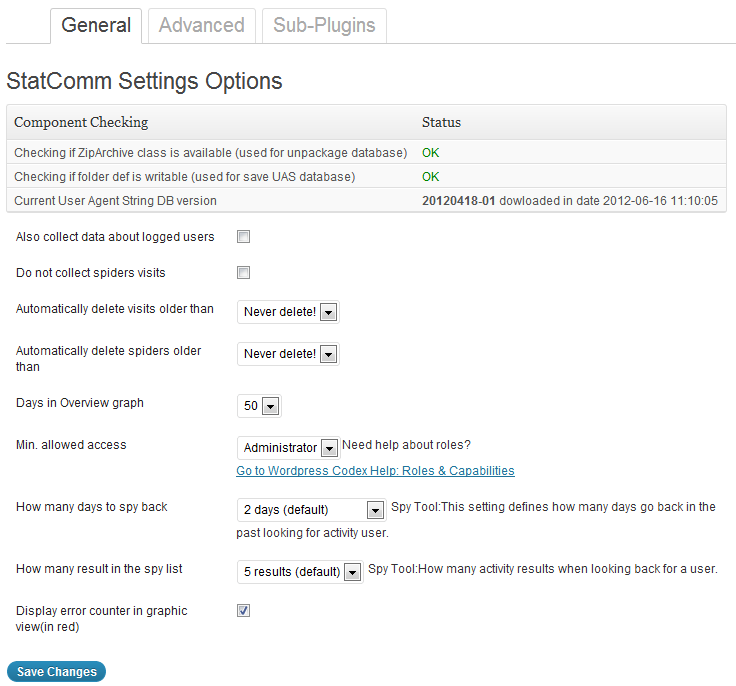 General Advanced Sub-Plugins
StatComm Settings Options
Component Checking Status
Checking if ZipArchive class is available (used for unpackage database) OK
Checking if folder def is writable (used for save UAS database) OK
Current User Agent String DB version 20120418-01 dowloaded in date 2012-06-16 11:10:05
Also collect data about logged users
Do not collect spiders visits
Automatically delete visits older than Never delete!
Automatically delete spiders older Never delete!
than
Days in Overview graph 50
Min. allowed access Administrator Need help about roles?
Go to Wordpress Codex Help: Roles & Capabilities
How many days to spy back 2 days (default) Spy Tool:This setting defines how many days go back in the
past looking for activity user.
How many result in the spy list 5 results (default) Spy Tool:How many activity results when looking back for a user.
Display error counter in graphic
view(in red)
Save Changes